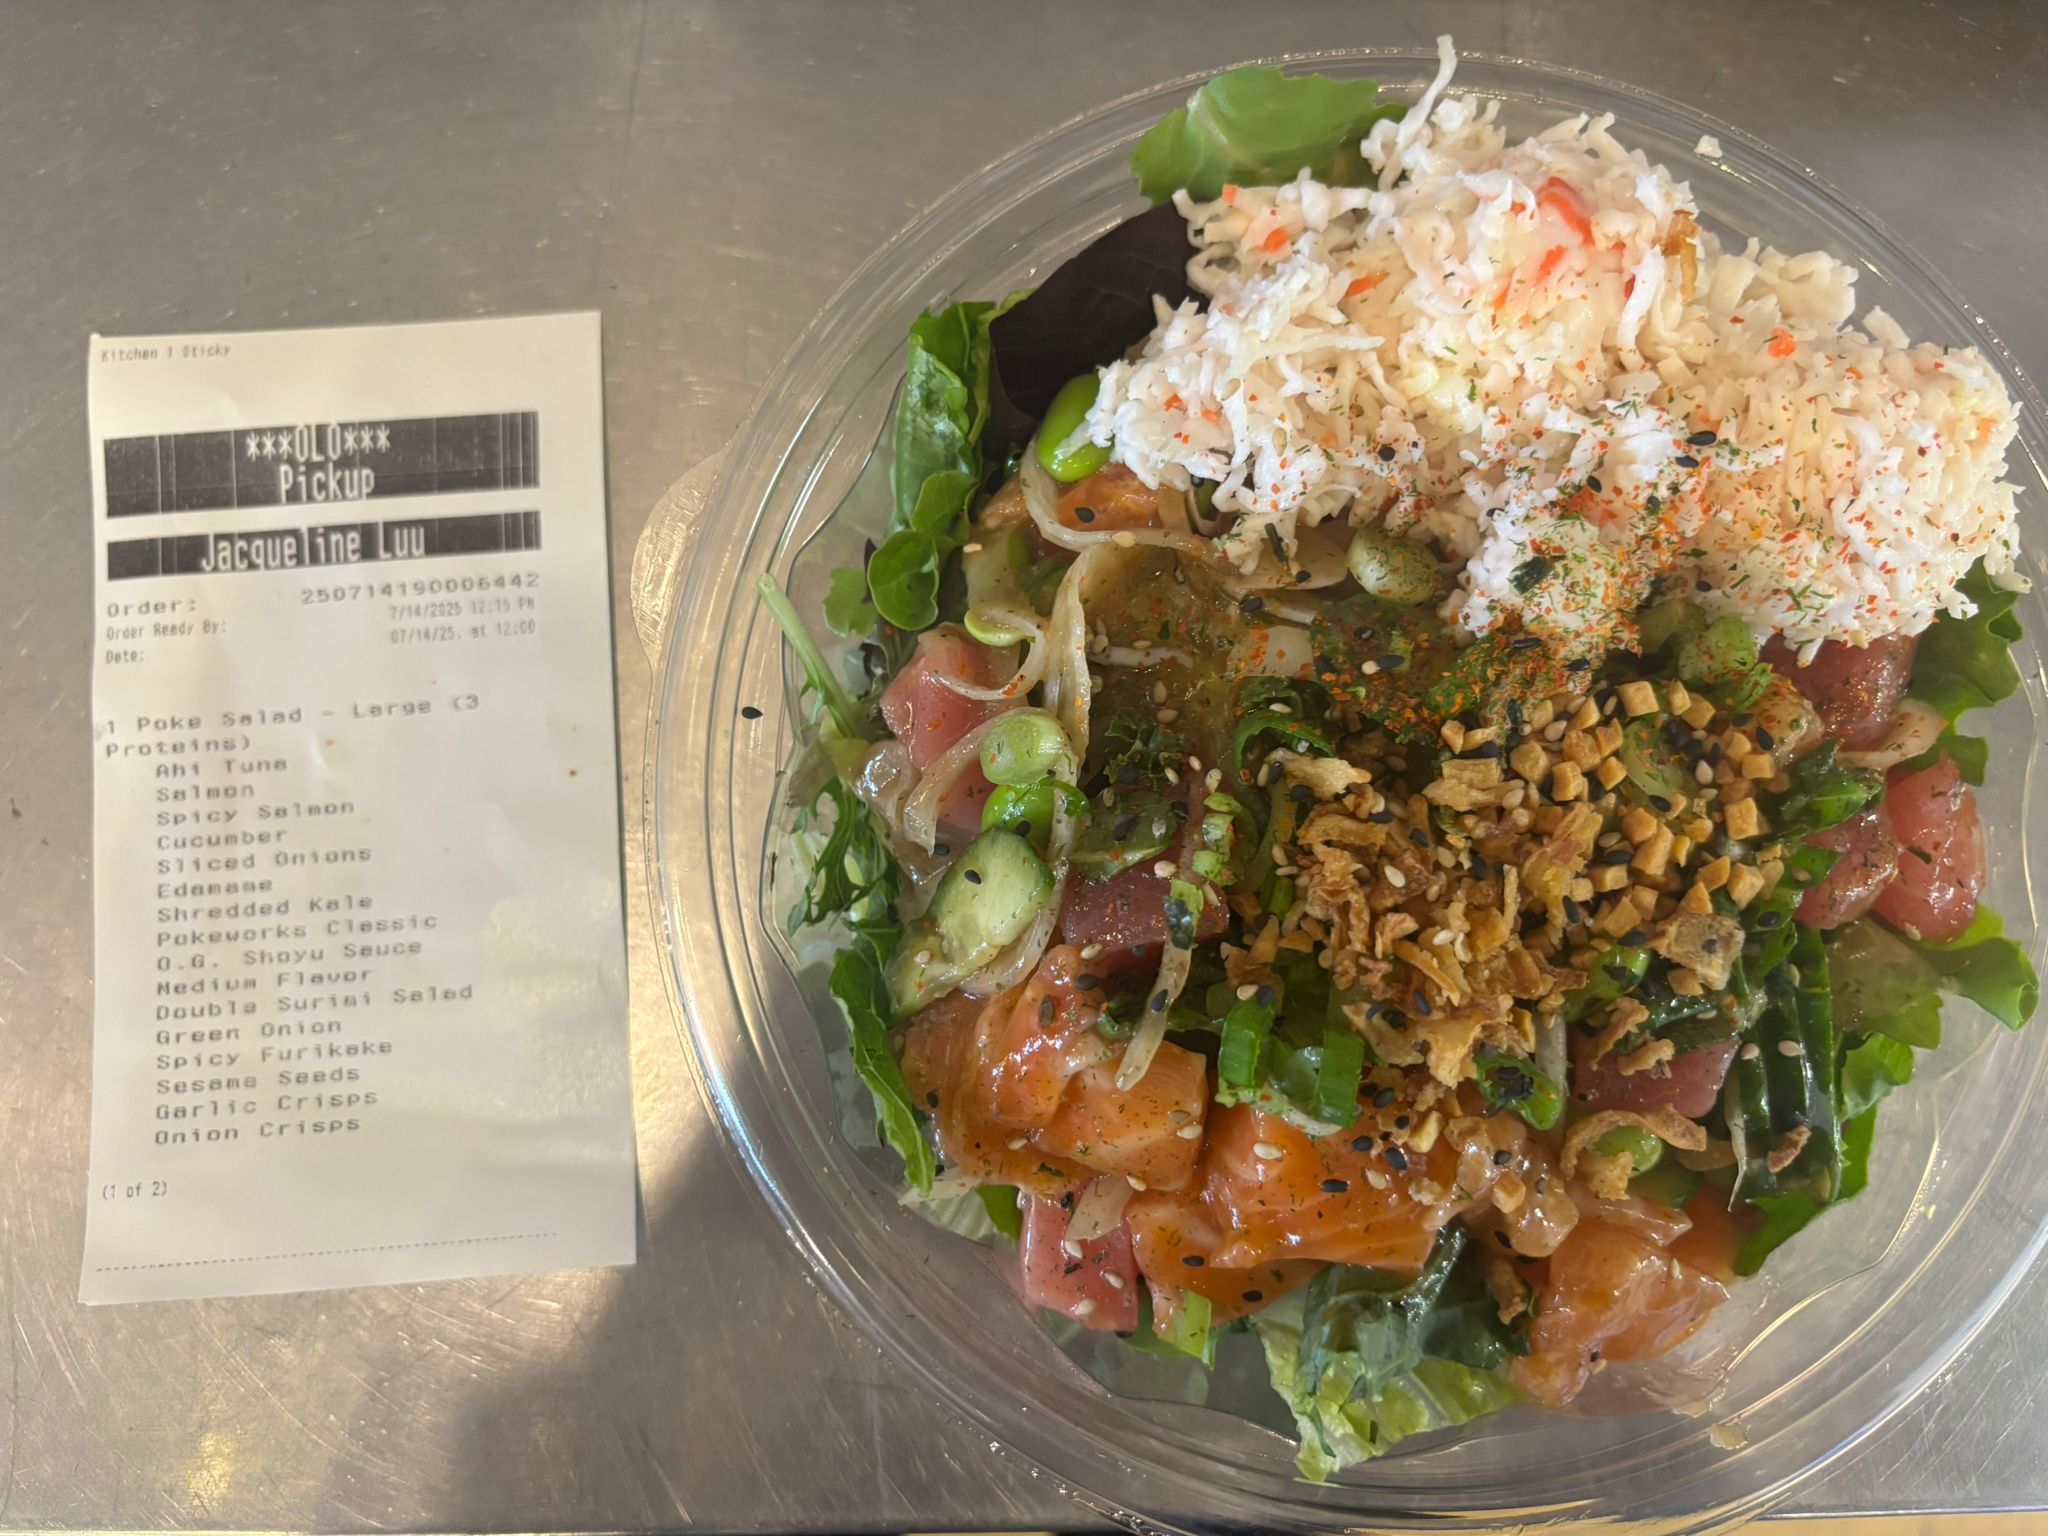 Kitchen 1 Sticky
***OLO***
Pickup
Jacqueline Luu
Order: 250714190006442
Order Ready By: 7/14/2025 12:15 PM
Date: 07/14/25, at 12:00
1 Poke Salad - Large (3
Proteins)
Ahi Tuna
Salmon
Spicy Salmon
Cucumber
Sliced Onions
Edamame
Shredded Kale
Pokeworks Classic
O.G. Shoyu Sauce
Medium Flavor
Double Surimi Salad
Green Onion
Spicy Furikake
Sesame Seeds
Garlic Crisps
Onion Crisps
(1 of 2)